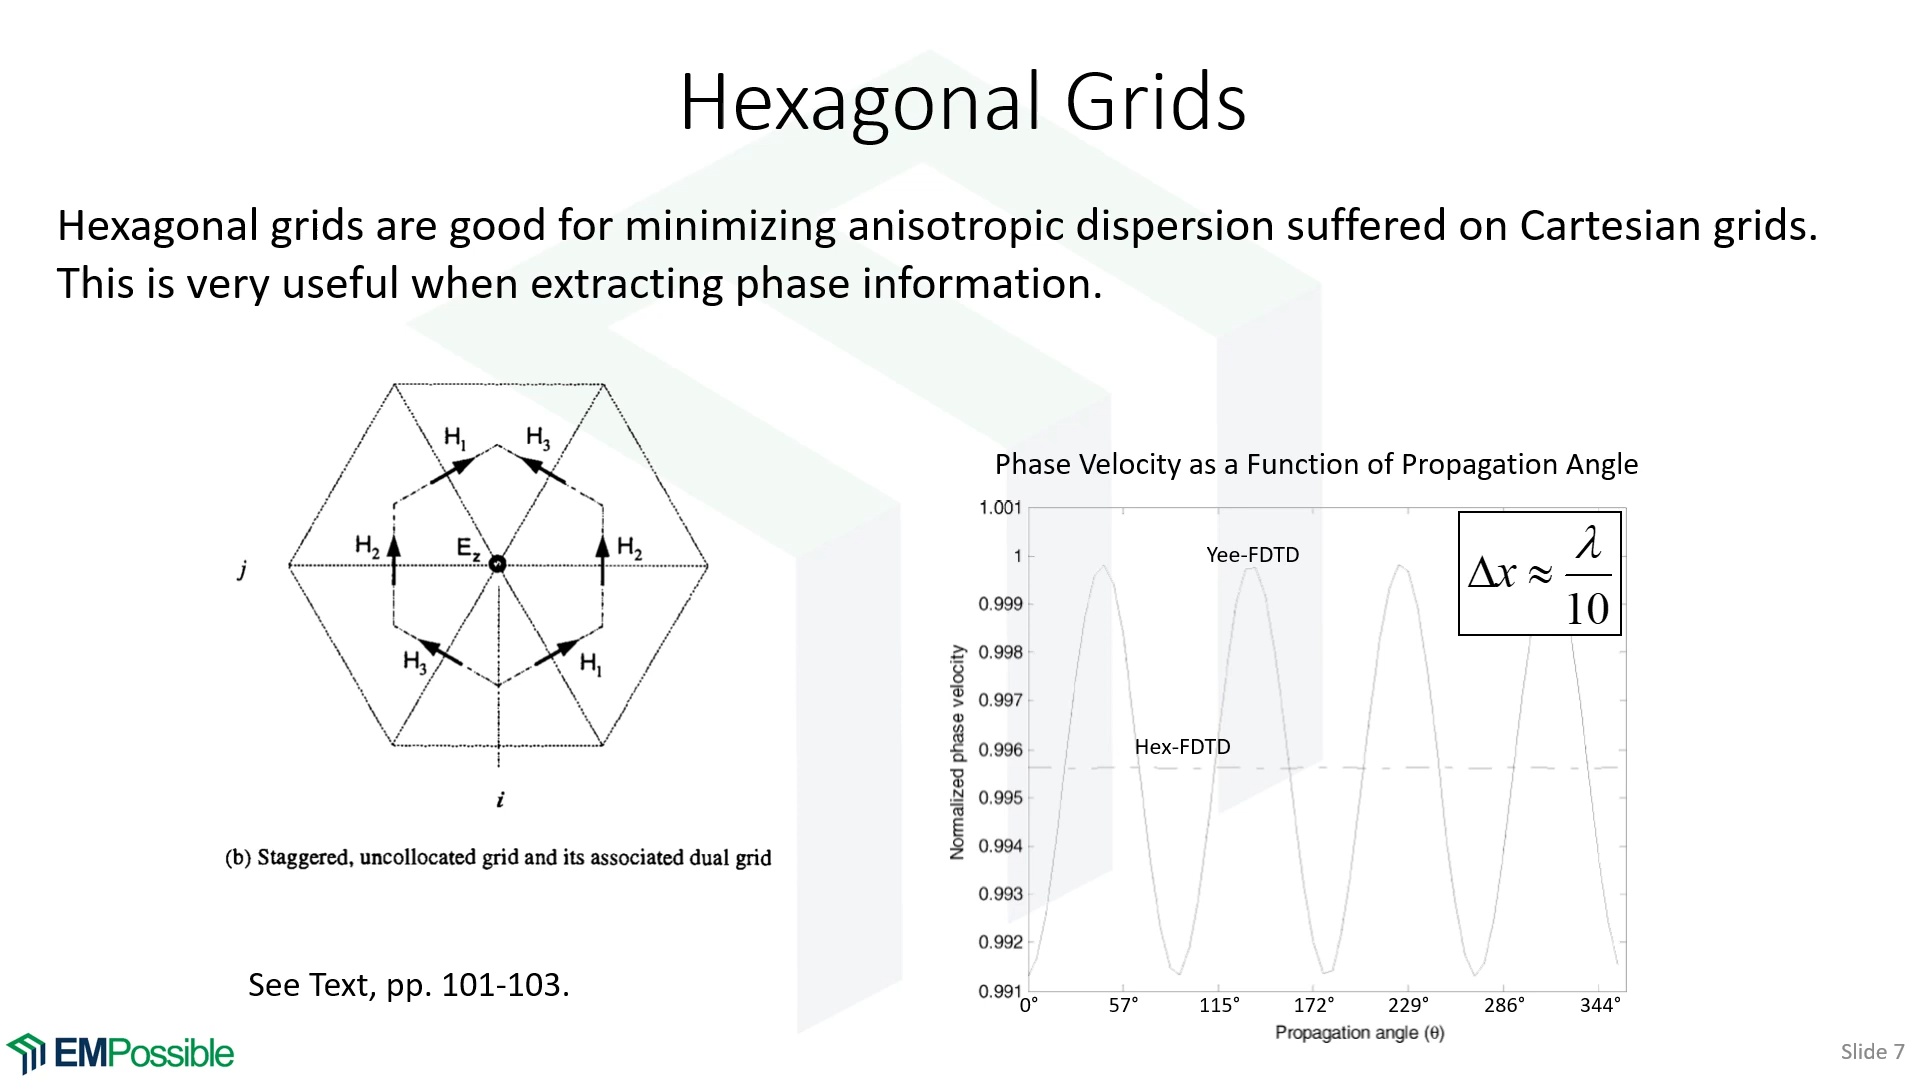 Hexagonal Grids
Hexagonal grids are good for minimizing anisotropic dispersion suffered on Cartesian grids.
This is very useful when extracting phase information.
H1
H3
H2
Ez
H2
j
H3
H1
i
(b) Staggered, uncollocated grid and its associated dual grid
See Text, pp. 101-103.
Phase Velocity as a Function of Propagation Angle
1.001
1
0.999
0.998
0.997
0.996
0.995
0.994
0.993
0.992
0.991
Normalized phase velocity
Yee-FDTD
Hex-FDTD
Δx ≈ λ/10
0° 57° 115° 172° 229° 286° 344°
Propagation angle (θ)
EMPossible
Slide 7